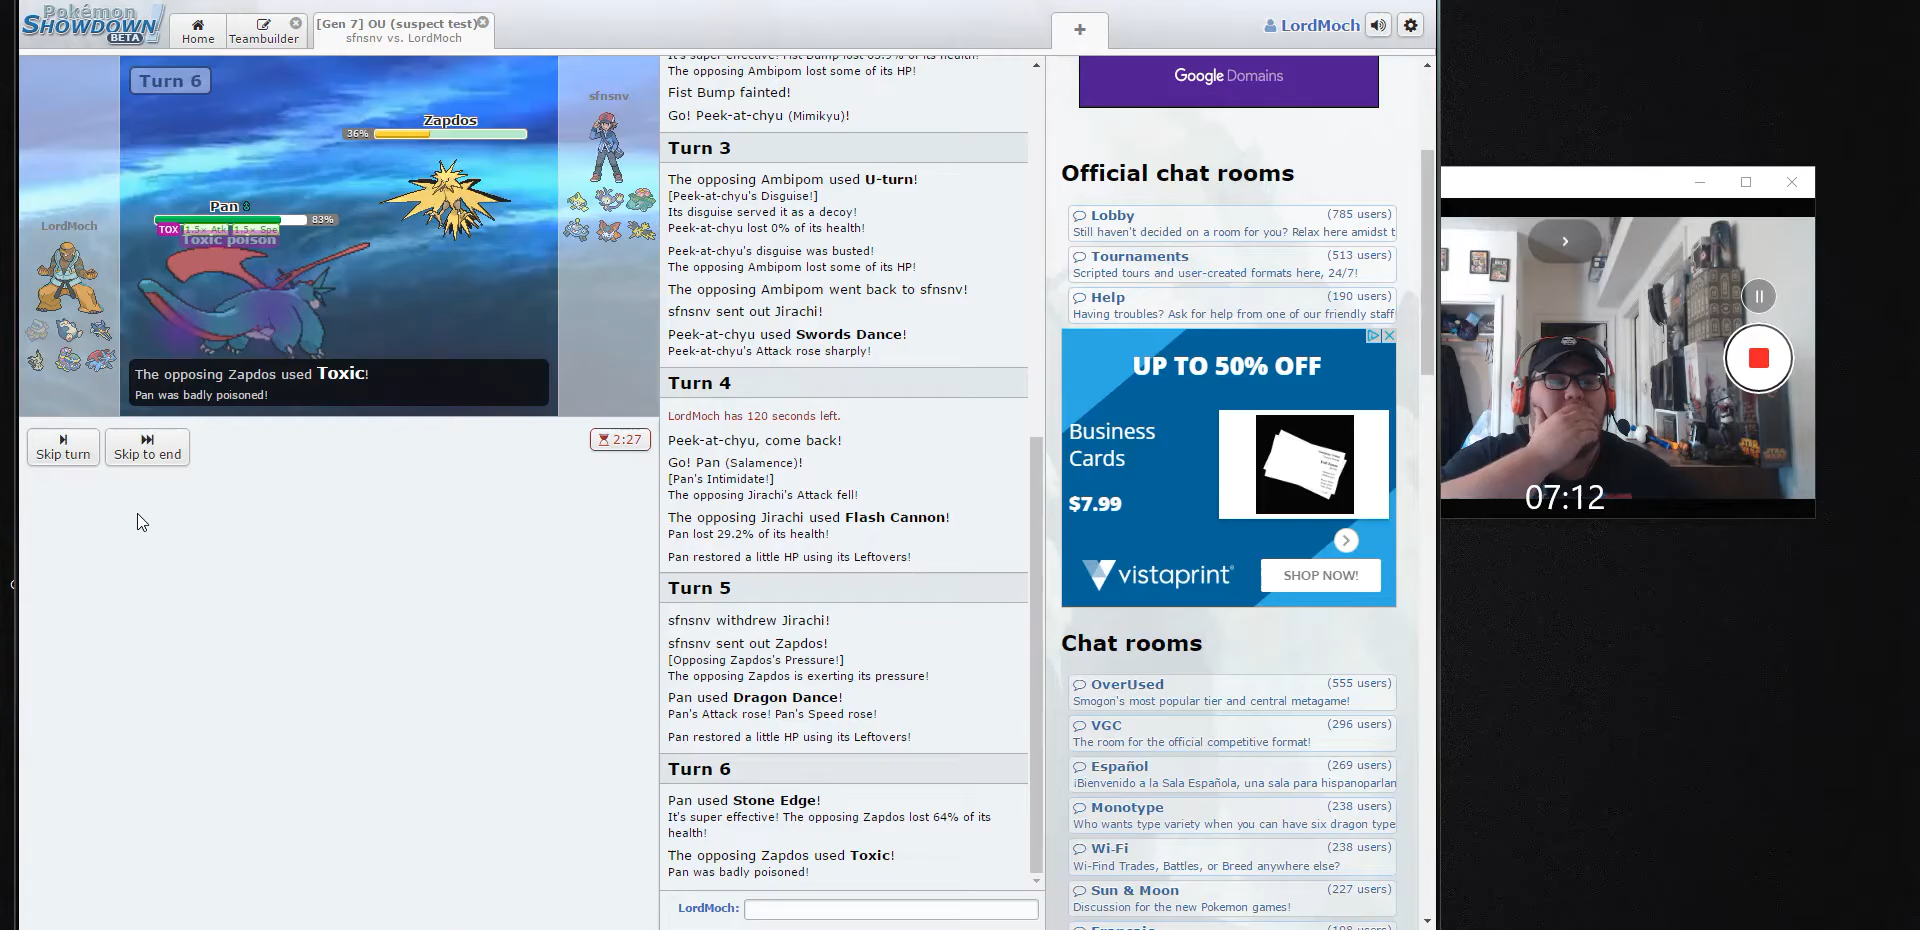 Pokémon
SHOWDOWN!
BETA
Home
Teambuilder
[Gen 7] OU (suspect test)
sfnsnv vs. LordMoch
+
LordMoch
Turn 6
sfnsnv
Zapdos
36%
Pan
83%
TOX 1.5× Atk 1.5× Spe
Toxic poison
LordMoch
The opposing Zapdos used Toxic!
Pan was badly poisoned!
Skip turn
Skip to end
2:27
The opposing Ambipom lost some of its HP!
Fist Bump fainted!
Go! Peek-at-chyu (Mimikyu)!
Turn 3
The opposing Ambipom used U-turn!
[Peek-at-chyu's Disguise!]
Its disguise served it as a decoy!
Peek-at-chyu lost 0% of its health!
Peek-at-chyu's disguise was busted!
The opposing Ambipom lost some of its HP!
The opposing Ambipom went back to sfnsnv!
sfnsnv sent out Jirachi!
Peek-at-chyu used Swords Dance!
Peek-at-chyu's Attack rose sharply!
Turn 4
LordMoch has 120 seconds left.
Peek-at-chyu, come back!
Go! Pan (Salamence)!
[Pan's Intimidate!]
The opposing Jirachi's Attack fell!
The opposing Jirachi used Flash Cannon!
Pan lost 29.2% of its health!
Pan restored a little HP using its Leftovers!
Turn 5
sfnsnv withdrew Jirachi!
sfnsnv sent out Zapdos!
[Opposing Zapdos's Pressure!]
The opposing Zapdos is exerting its pressure!
Pan used Dragon Dance!
Pan's Attack rose! Pan's Speed rose!
Pan restored a little HP using its Leftovers!
Turn 6
Pan used Stone Edge!
It's super effective! The opposing Zapdos lost 64% of its
health!
The opposing Zapdos used Toxic!
Pan was badly poisoned!
LordMoch:
Google Domains
Official chat rooms
Lobby (785 users)
Still haven't decided on a room for you? Relax here amidst t
Tournaments (513 users)
Scripted tours and user-created formats here, 24/7!
Help (190 users)
Having troubles? Ask for help from one of our friendly staff
UP TO 50% OFF
Business
Cards
$7.99
vistaprint
SHOP NOW!
Chat rooms
OverUsed (555 users)
Smogon's most popular tier and central metagame!
VGC (296 users)
The room for the official competitive format!
Español (269 users)
¡Bienvenido a la Sala Española, una sala para hispanoparlan
Monotype (238 users)
Who wants type variety when you can have six dragon type
Wi-Fi (238 users)
Wi-Find Trades, Battles, or Breed anywhere else?
Sun & Moon (227 users)
Discussion for the new Pokemon games!
07:12